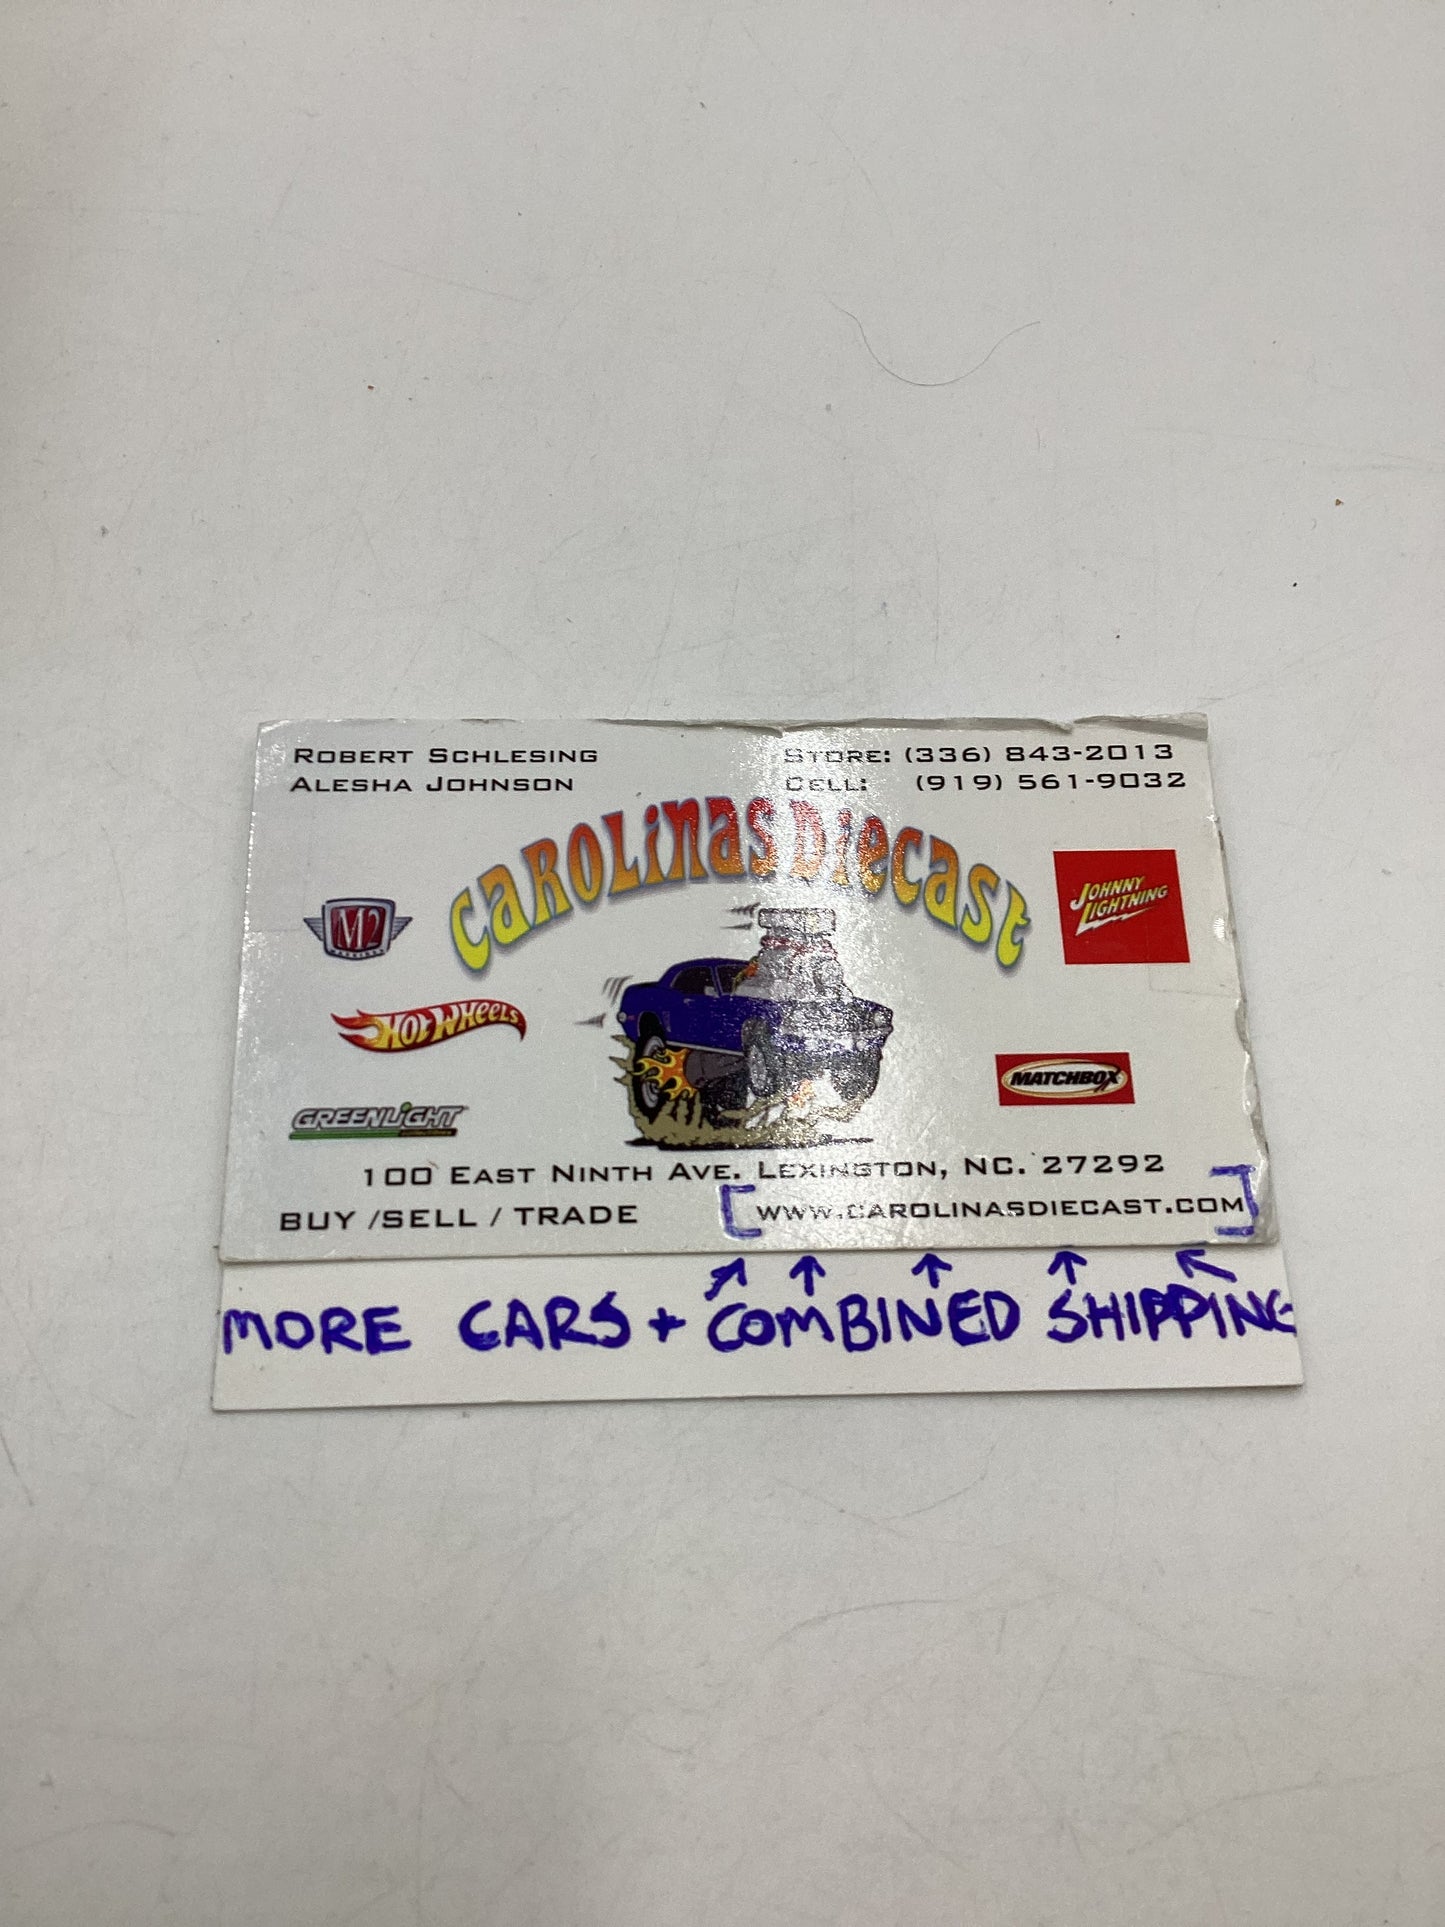 ROBERT SCHLESING
ALESHA JOHNSON
STORE: (336) 843-2013
CELL: (919) 561-9032
CAROLINAS DIECAST
M2
JOHNNY
LIGHTNING
HOT WHEELS
MATCHBOX
GREENLIGHT
100 EAST NINTH AVE. LEXINGTON, NC. 27292
BUY /SELL / TRADE
[WWW.CAROLINASDIECAST.COM]
MORE CARS + COMBINED SHIPPING